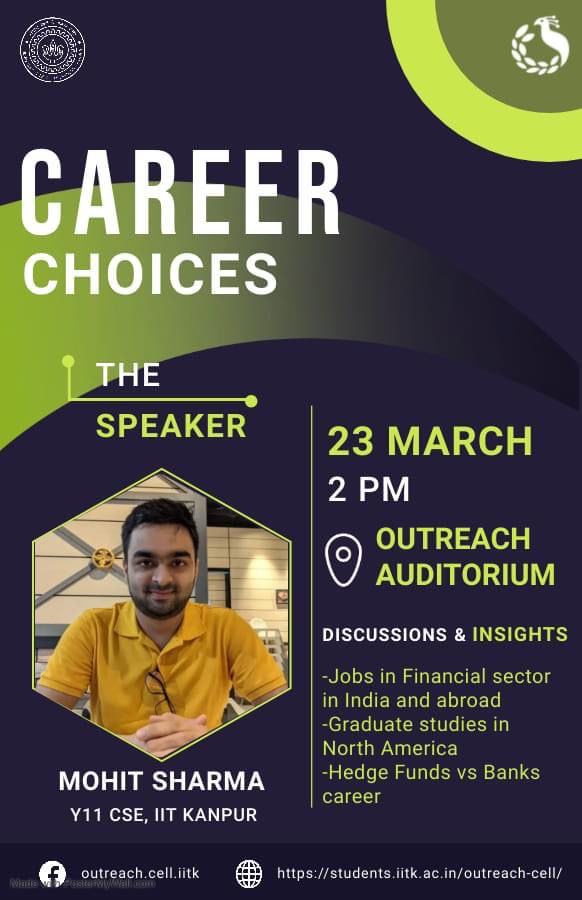 CAREER
CHOICES
THE
SPEAKER
23 MARCH
2 PM
OUTREACH
AUDITORIUM
DISCUSSIONS & INSIGHTS
-Jobs in Financial sector
in India and abroad
-Graduate studies in
North America
-Hedge Funds vs Banks
career
MOHIT SHARMA
Y11 CSE, IIT KANPUR
outreach.cell.iitk
https://students.iitk.ac.in/outreach-cell/
Made with PosterMyWall.com